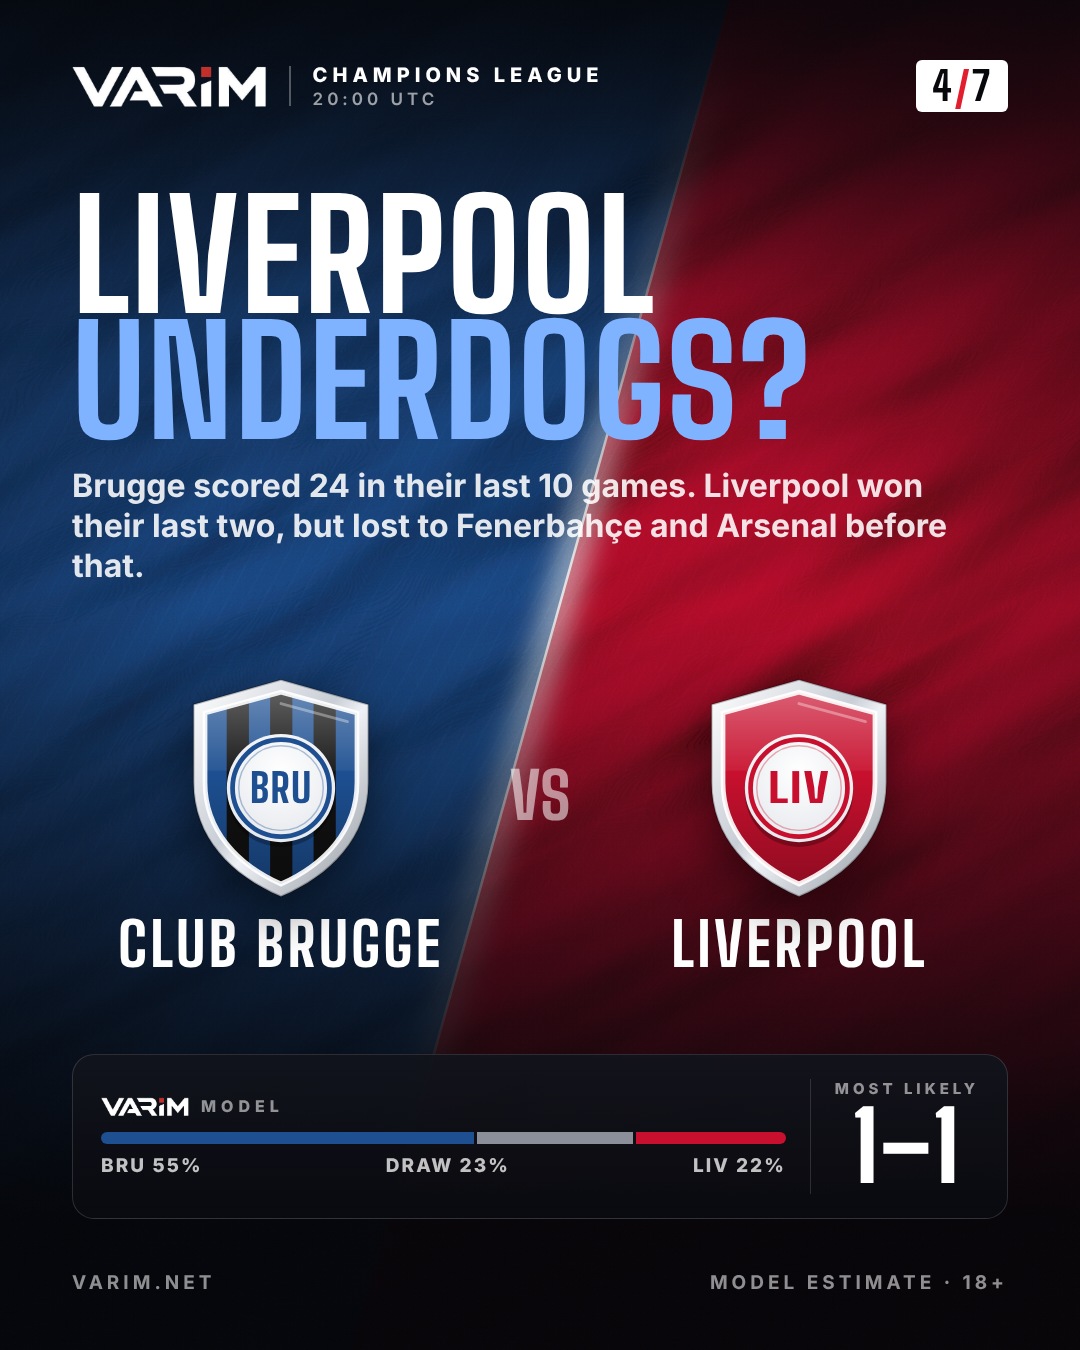 VARiM
CHAMPIONS LEAGUE
20:00 UTC
4/7
LIVERPOOL
UNDERDOGS?
Brugge scored 24 in their last 10 games. Liverpool won
their last two, but lost to Fenerbahçe and Arsenal before
that.
BRU
VS
LIV
CLUB BRUGGE
LIVERPOOL
VARiM MODEL
BRU 55%
DRAW 23%
LIV 22%
MOST LIKELY
1–1
VARIM.NET
MODEL ESTIMATE · 18+